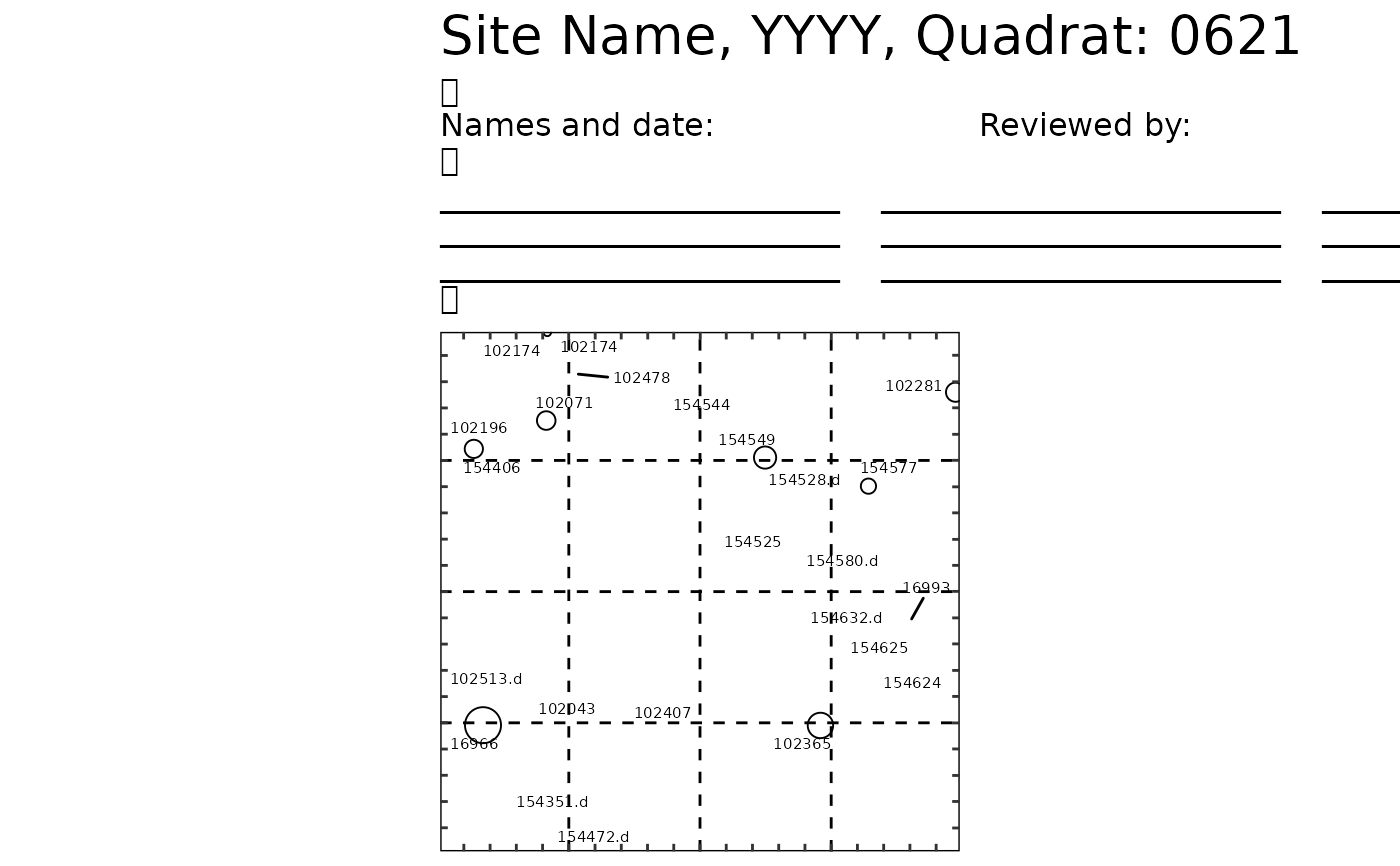 Site Name, YYYY, Quadrat: 0621
Names and date: Reviewed by:
102174 102174
102478
102281
102071 154544
102196
154549
154406 154577
154528.d
154525
154580.d
16993
154632.d
154625
102513.d 154624
102043 102407
16966 102365
154351.d
154472.d